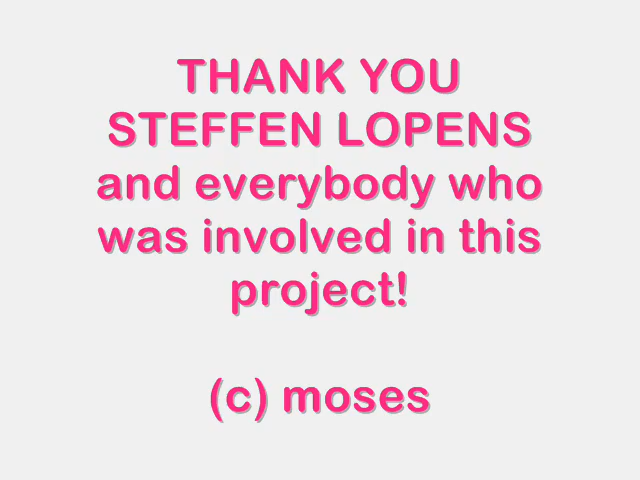 THANK YOU
STEFFEN LOPENS
and everybody who
was involved in this
project!
(c) moses